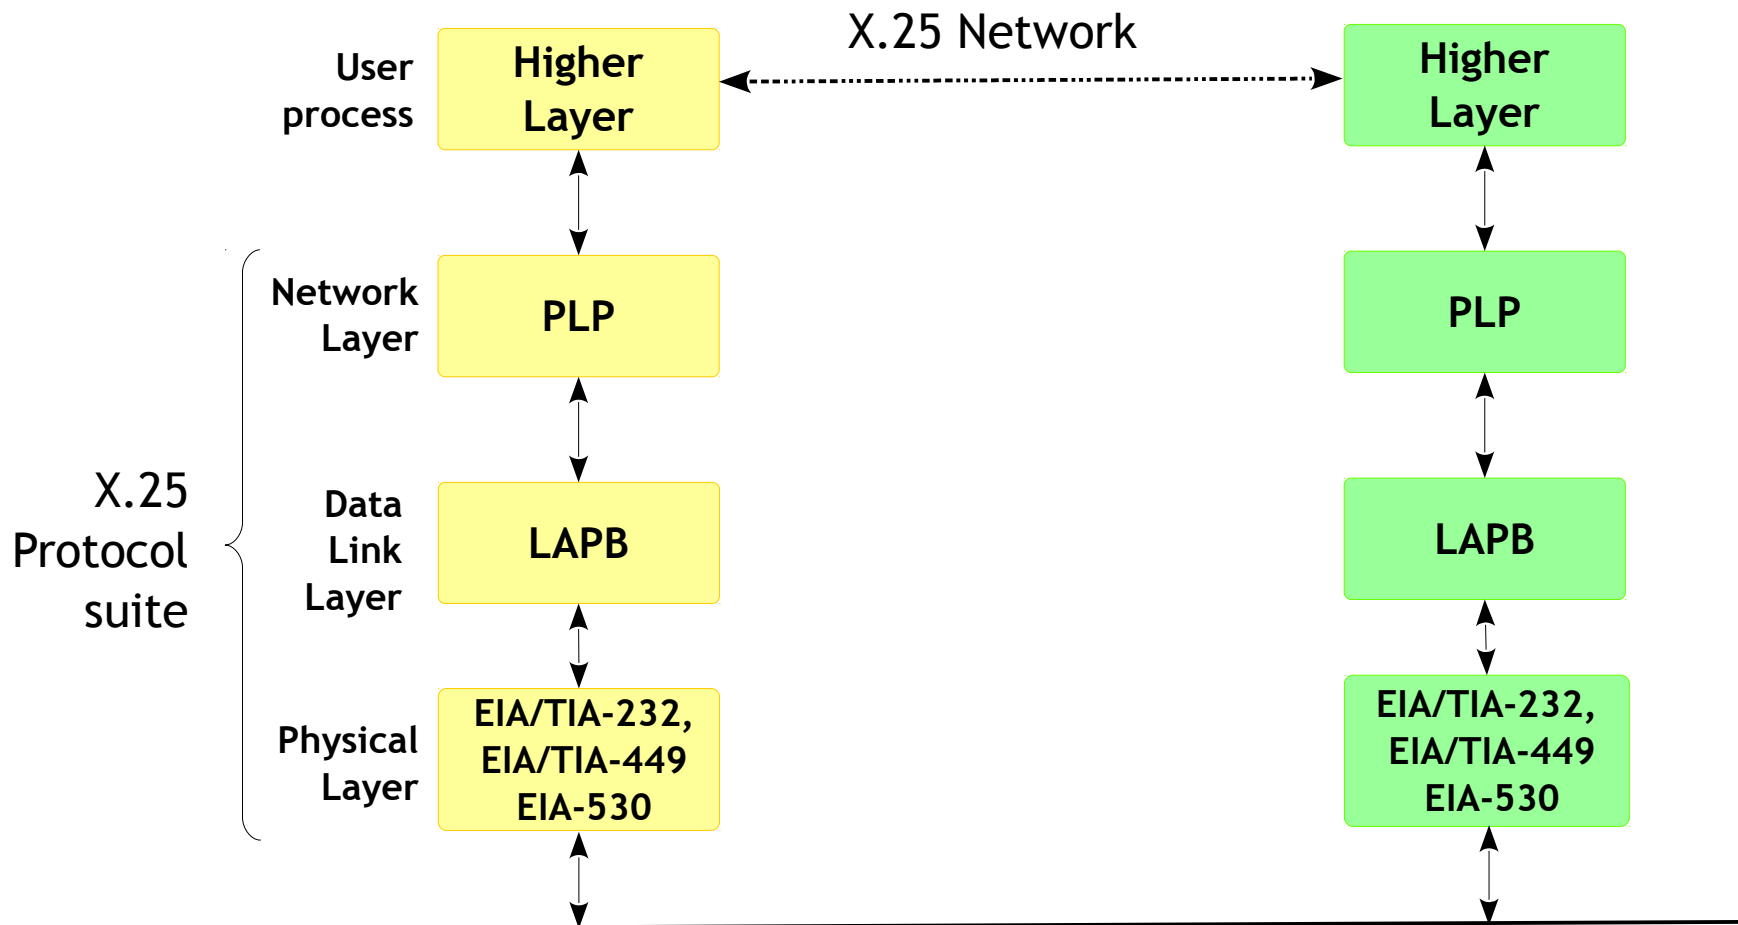 X.25 Network
User
process
Higher
Layer
Higher
Layer
Network
Layer
PLP
PLP
X.25
Protocol
suite
Data
Link
Layer
LAPB
LAPB
Physical
Layer
EIA/TIA-232,
EIA/TIA-449
EIA-530
EIA/TIA-232,
EIA/TIA-449
EIA-530